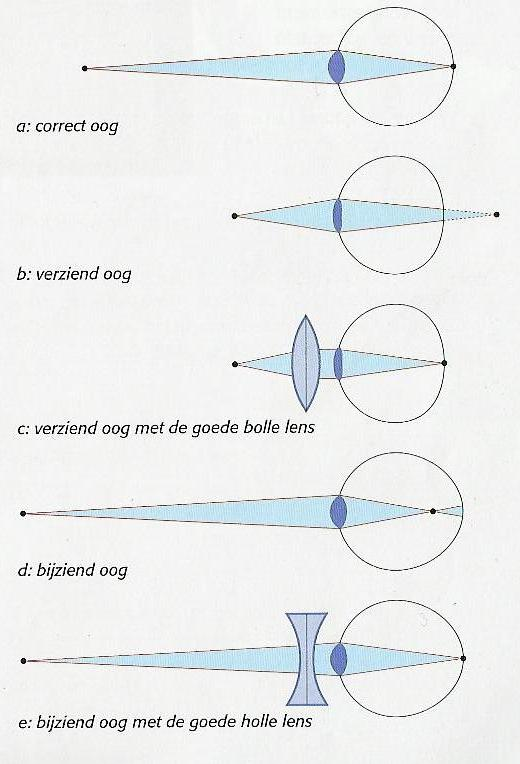 a: correct oog
b: verziend oog
c: verziend oog met de goede bolle lens
d: bijziend oog
e: bijziend oog met de goede holle lens